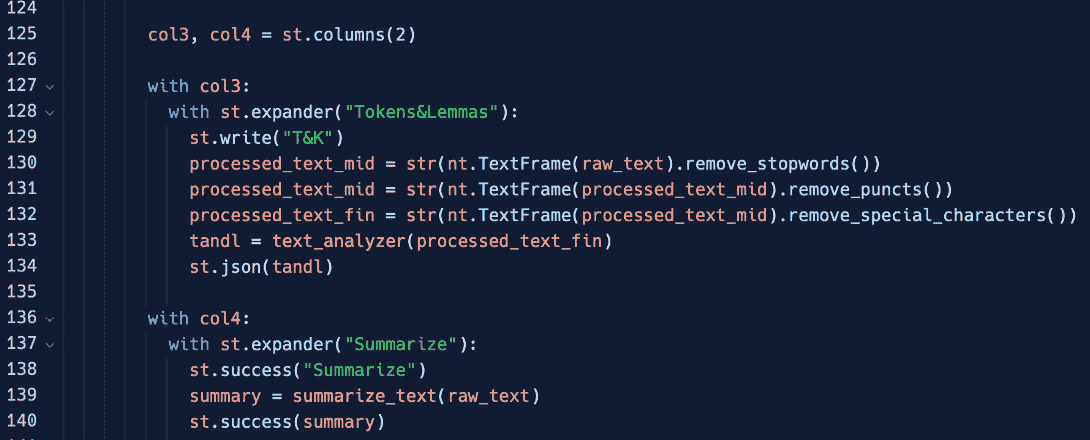 124
125 col3, col4 = st.columns(2)
126
127 with col3:
128 with st.expander("Tokens&Lemmas"):
129 st.write("T&K")
130 processed_text_mid = str(nt.TextFrame(raw_text).remove_stopwords())
131 processed_text_mid = str(nt.TextFrame(processed_text_mid).remove_puncts())
132 processed_text_fin = str(nt.TextFrame(processed_text_mid).remove_special_characters())
133 tandl = text_analyzer(processed_text_fin)
134 st.json(tandl)
135
136 with col4:
137 with st.expander("Summarize"):
138 st.success("Summarize")
139 summary = summarize_text(raw_text)
140 st.success(summary)